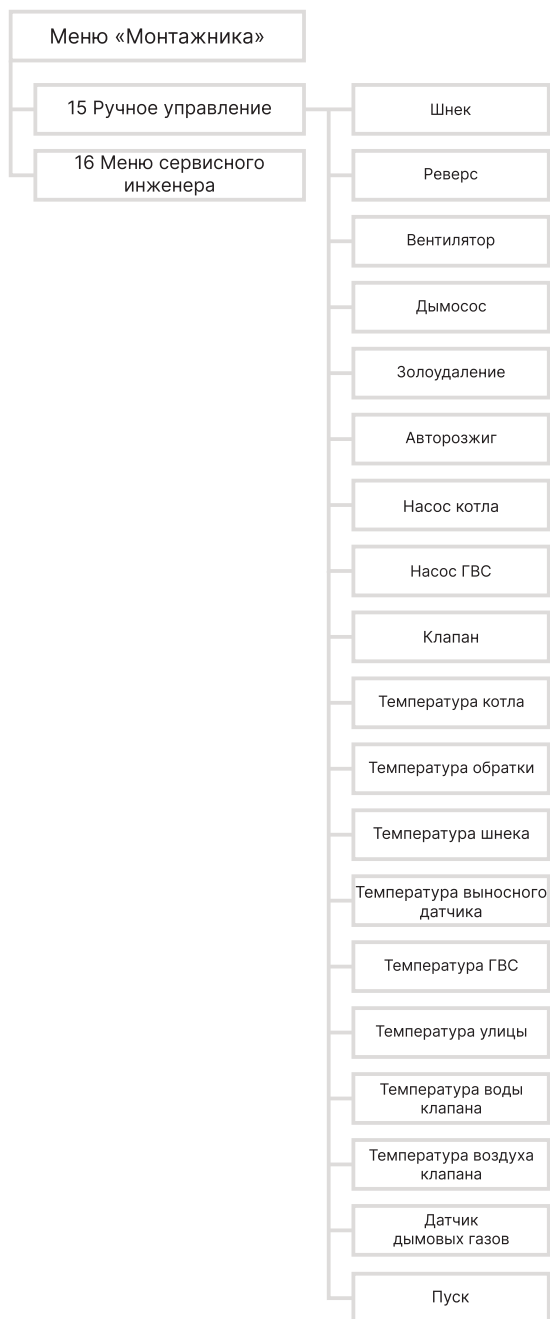 Меню «Монтажника»
15 Ручное управление
16 Меню сервисного
инженера
Шнек
Реверс
Вентилятор
Дымосос
Золоудаление
Авторозжиг
Насос котла
Насос ГВС
Клапан
Температура котла
Температура обратки
Температура шнека
Температура выносного
датчика
Температура ГВС
Температура улицы
Температура воды
клапана
Температура воздуха
клапана
Датчик
дымовых газов
Пуск